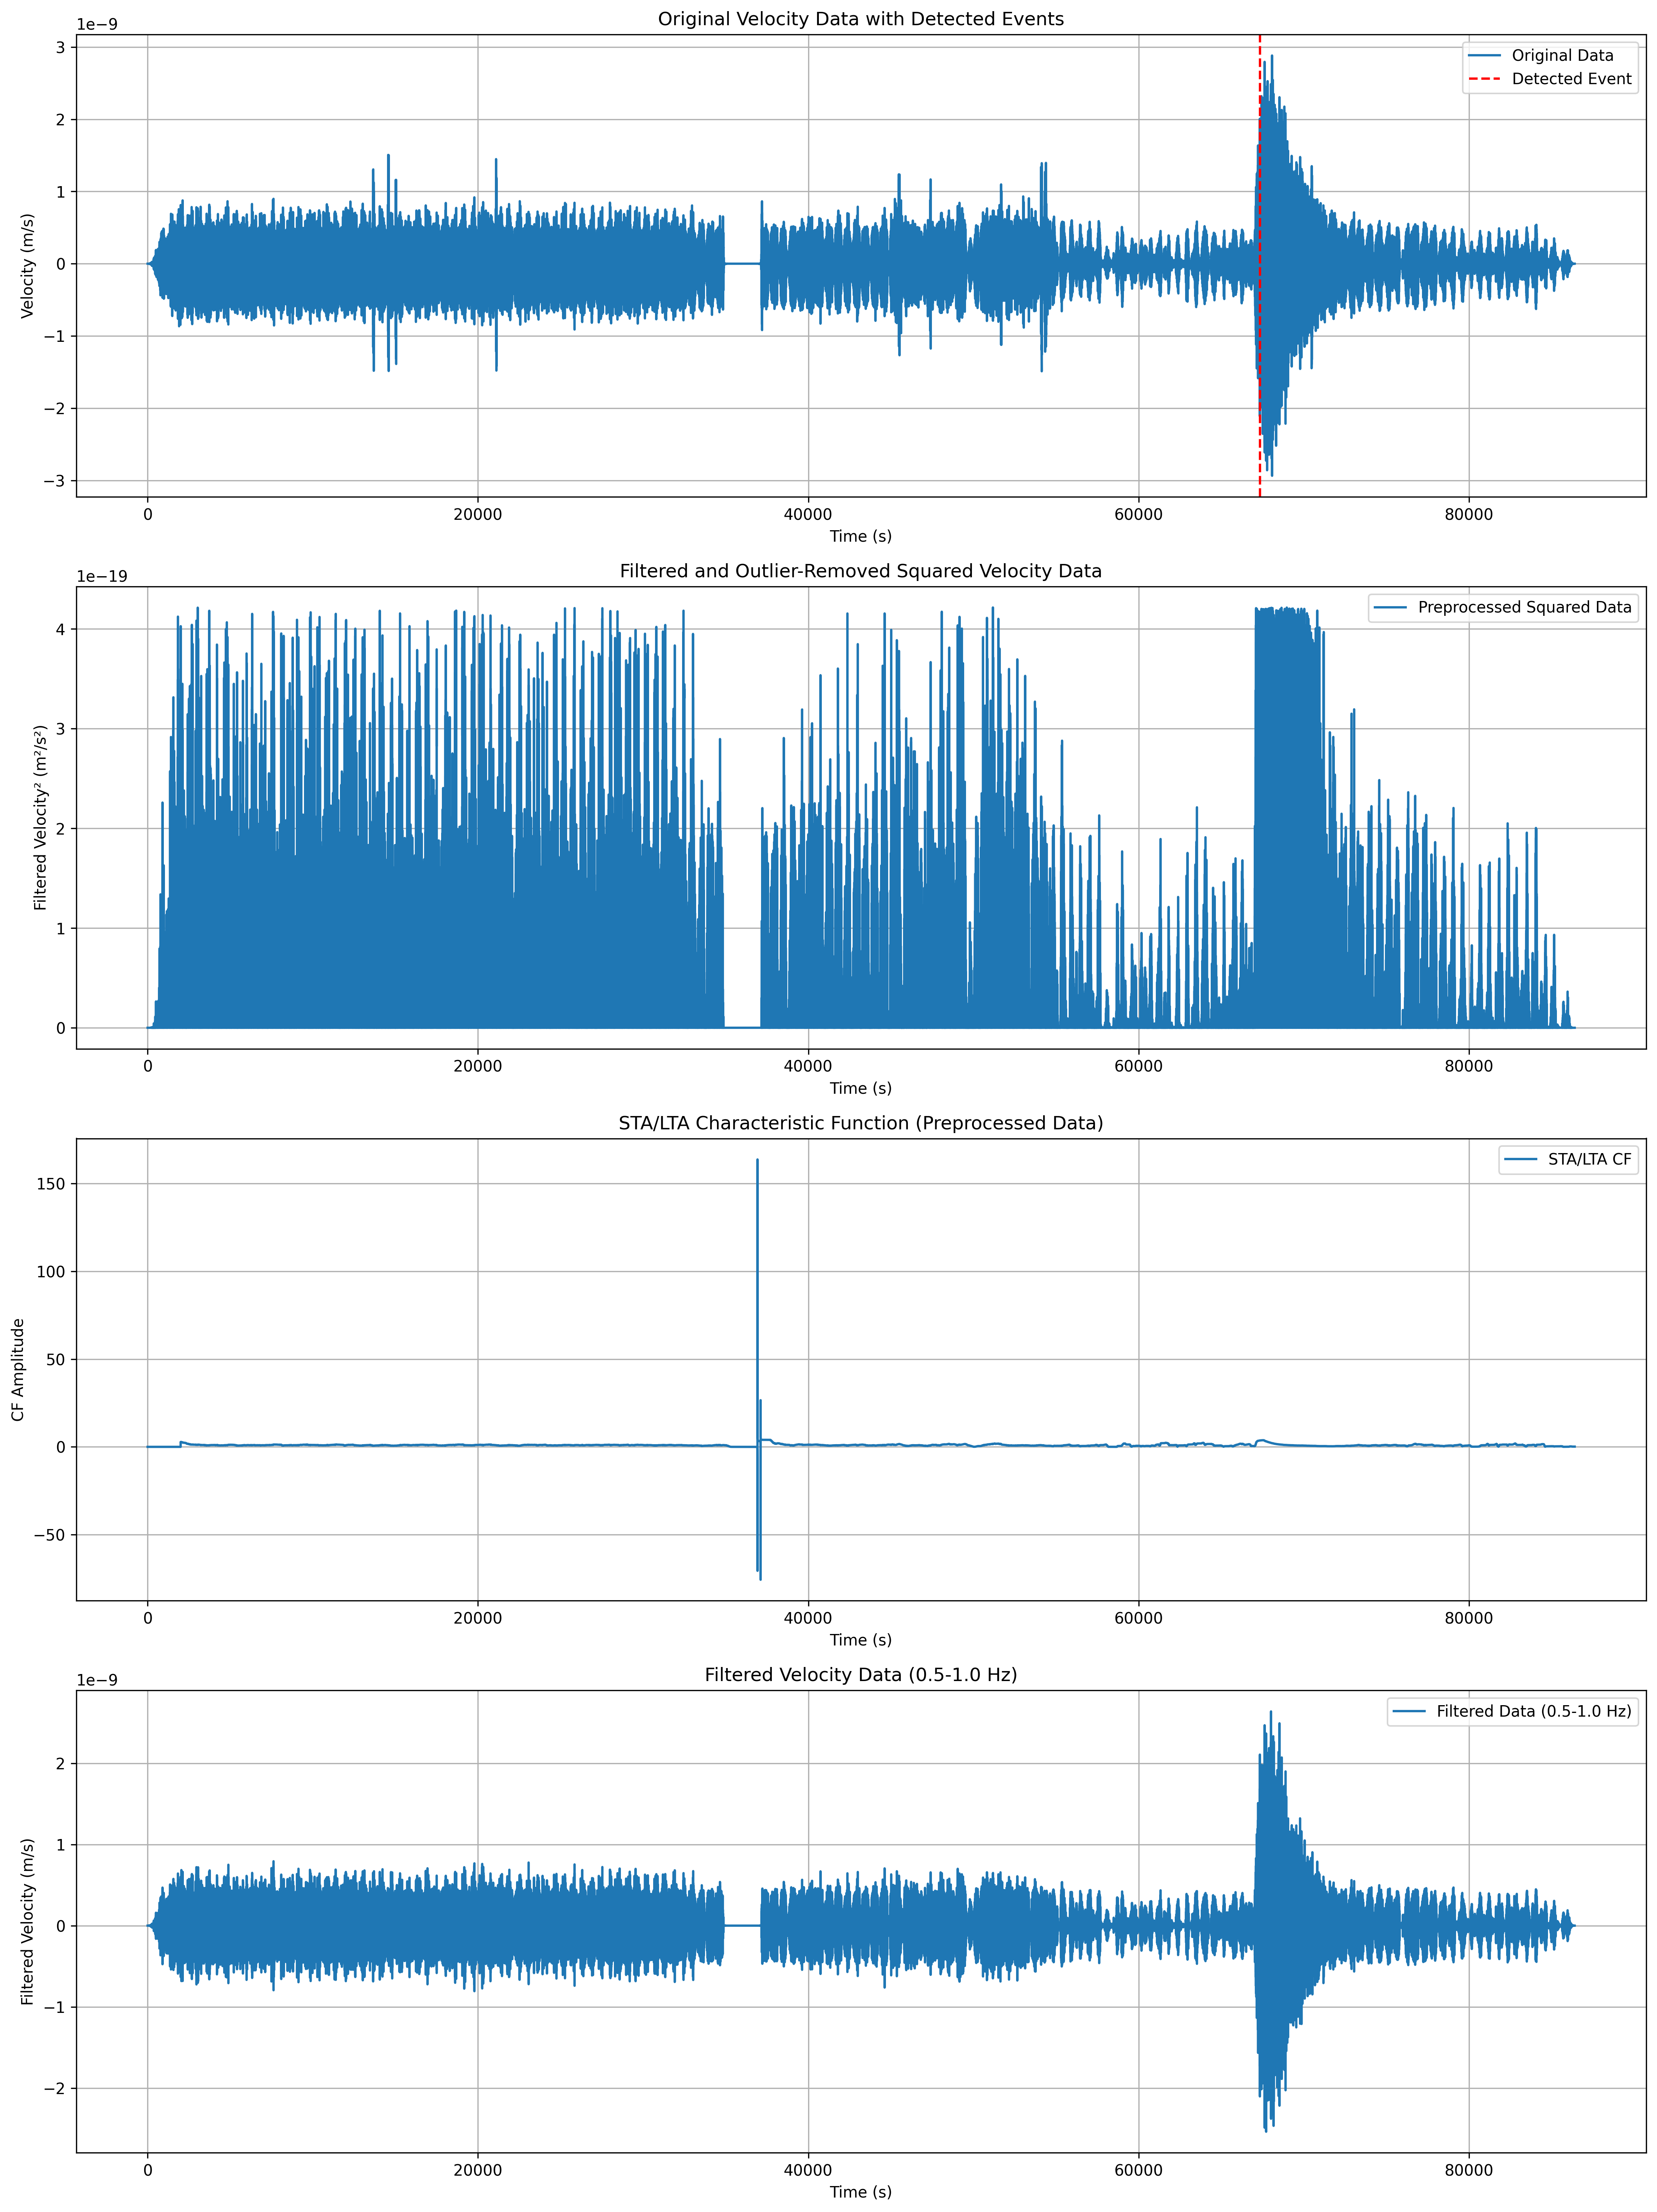 Original Velocity Data with Detected Events
1e−9
Original Data
Detected Event
3
2
1
0
−1
−2
−3
Velocity (m/s)
0 20000 40000 60000 80000
Time (s)
Filtered and Outlier-Removed Squared Velocity Data
1e−19
Preprocessed Squared Data
4
3
2
1
0
Filtered Velocity² (m²/s²)
0 20000 40000 60000 80000
Time (s)
STA/LTA Characteristic Function (Preprocessed Data)
STA/LTA CF
150
100
50
0
−50
CF Amplitude
0 20000 40000 60000 80000
Time (s)
Filtered Velocity Data (0.5-1.0 Hz)
1e−9
Filtered Data (0.5-1.0 Hz)
2
1
0
−1
−2
Filtered Velocity (m/s)
0 20000 40000 60000 80000
Time (s)